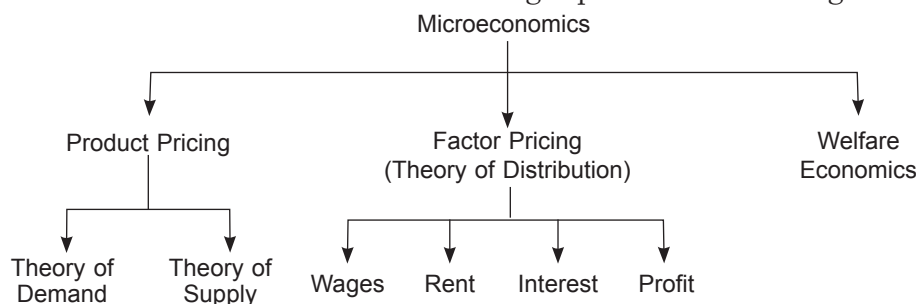 Microeconomics
Product Pricing
Factor Pricing
(Theory of Distribution)
Welfare
Economics
Theory of
Demand
Theory of
Supply
Wages
Rent
Interest
Profit